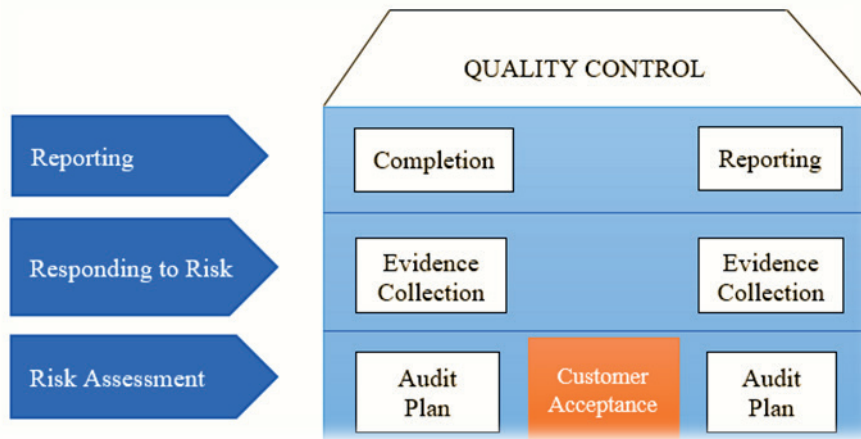 QUALITY CONTROL
Reporting
Completion
Reporting
Responding to Risk
Evidence
Collection
Evidence
Collection
Risk Assessment
Audit
Plan
Customer
Acceptance
Audit
Plan